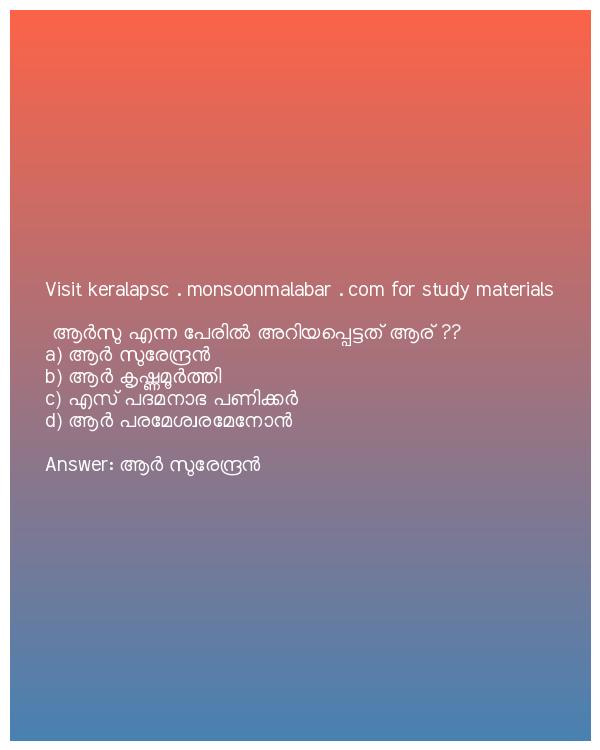 Visit keralapsc . monsoonmalabar . com for study materials
ആർസു എന്ന പേരിൽ അറിയപ്പെട്ടത് ആര് ??
a) ആർ സുരേന്ദ്രൻ
b) ആർ കൃഷ്ണമൂർത്തി
c) എസ് പദ്മനാഭ പണിക്കർ
d) ആർ പരമേശ്വരമേനോൻ
Answer: ആർ സുരേന്ദ്രൻ